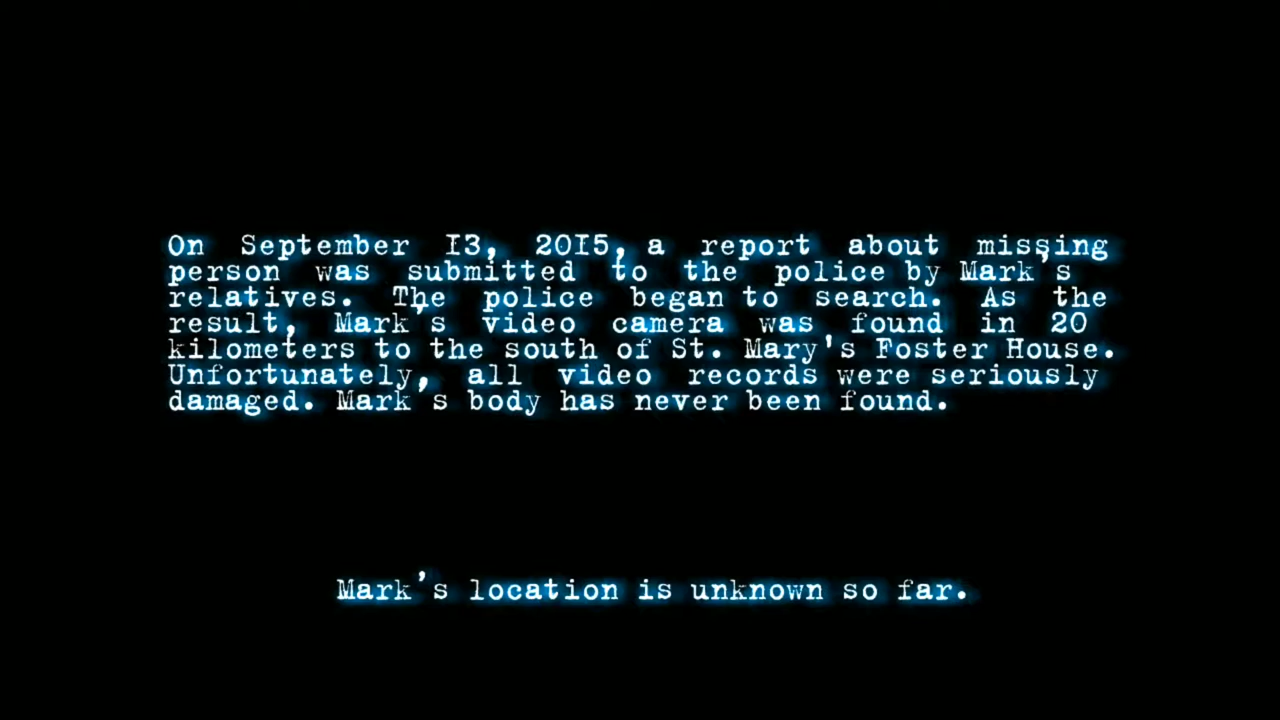 On September 13, 2015, a report about missing
person was submitted to the police by Mark's
relatives. The police began to search. As the
result, Mark's video camera was found in 20
kilometers to the south of St. Mary's Foster House.
Unfortunately, all video records were seriously
damaged. Mark's body has never been found.
Mark's location is unknown so far.